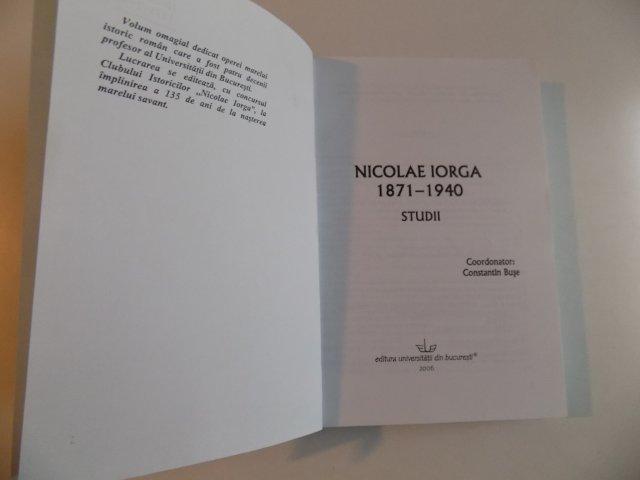 Volum omagial dedicat operei marelui
istoric român care a fost patru decenii
profesor al Universității din București.
Lucrarea se editează, cu concursul
Clubului Istoricilor „Nicolae Iorga”, la
împlinirea a 135 de ani de la nașterea
marelui savant.
NICOLAE IORGA
1871–1940
STUDII
Coordonator:
Constantin Bușe
editura universității din bucurești®
2006